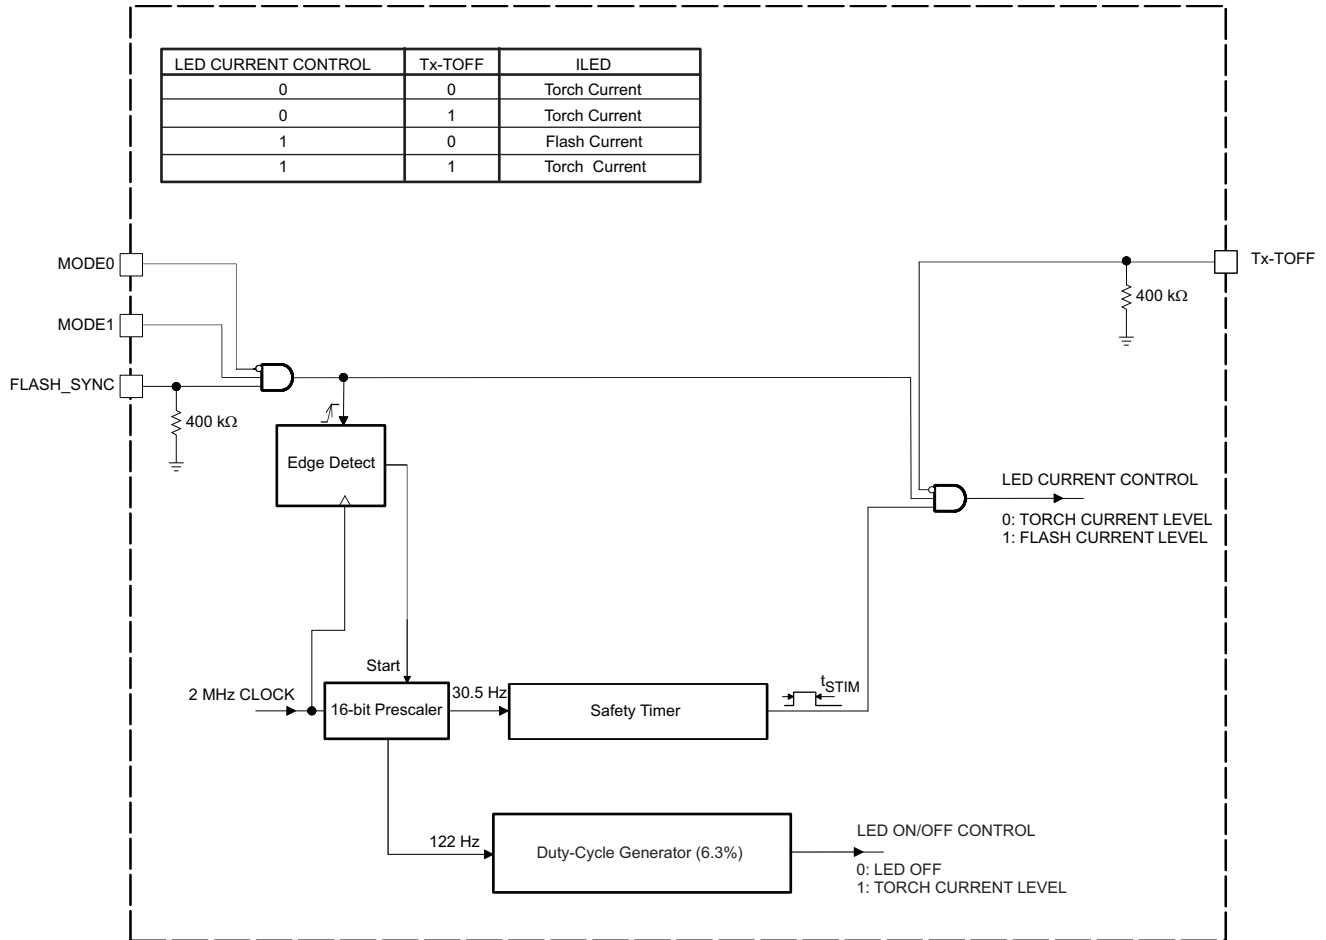 LED CURRENT CONTROL Tx-TOFF ILED
0 0 Torch Current
0 1 Torch Current
1 0 Flash Current
1 1 Torch Current
MODE0
Tx-TOFF
400 kΩ
MODE1
FLASH_SYNC
400 kΩ
Edge Detect
LED CURRENT CONTROL
0: TORCH CURRENT LEVEL
1: FLASH CURRENT LEVEL
Start
2 MHz CLOCK
16-bit Prescaler
30.5 Hz
Safety Timer
tSTIM
122 Hz
Duty-Cycle Generator (6.3%)
LED ON/OFF CONTROL
0: LED OFF
1: TORCH CURRENT LEVEL